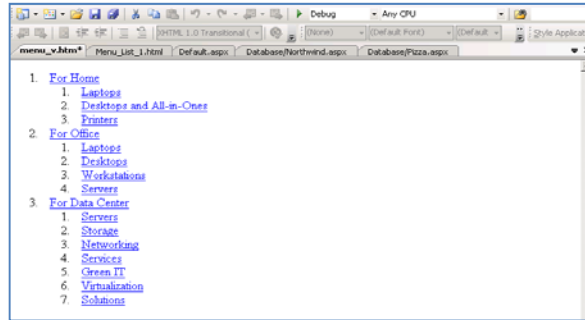 Debug Any CPU
XHTML 1.0 Transitional ( (None) (Default Font) (Default Style Applicat
menu_v.htm* Menu_List_1.html Default.aspx Database/Northwind.aspx Database/Pizza.aspx
1. For Home
1. Laptops
2. Desktops and All-in-Ones
3. Printers
2. For Office
1. Laptops
2. Desktops
3. Workstations
4. Servers
3. For Data Center
1. Servers
2. Storage
3. Networking
4. Services
5. Green IT
6. Virtualization
7. Solutions